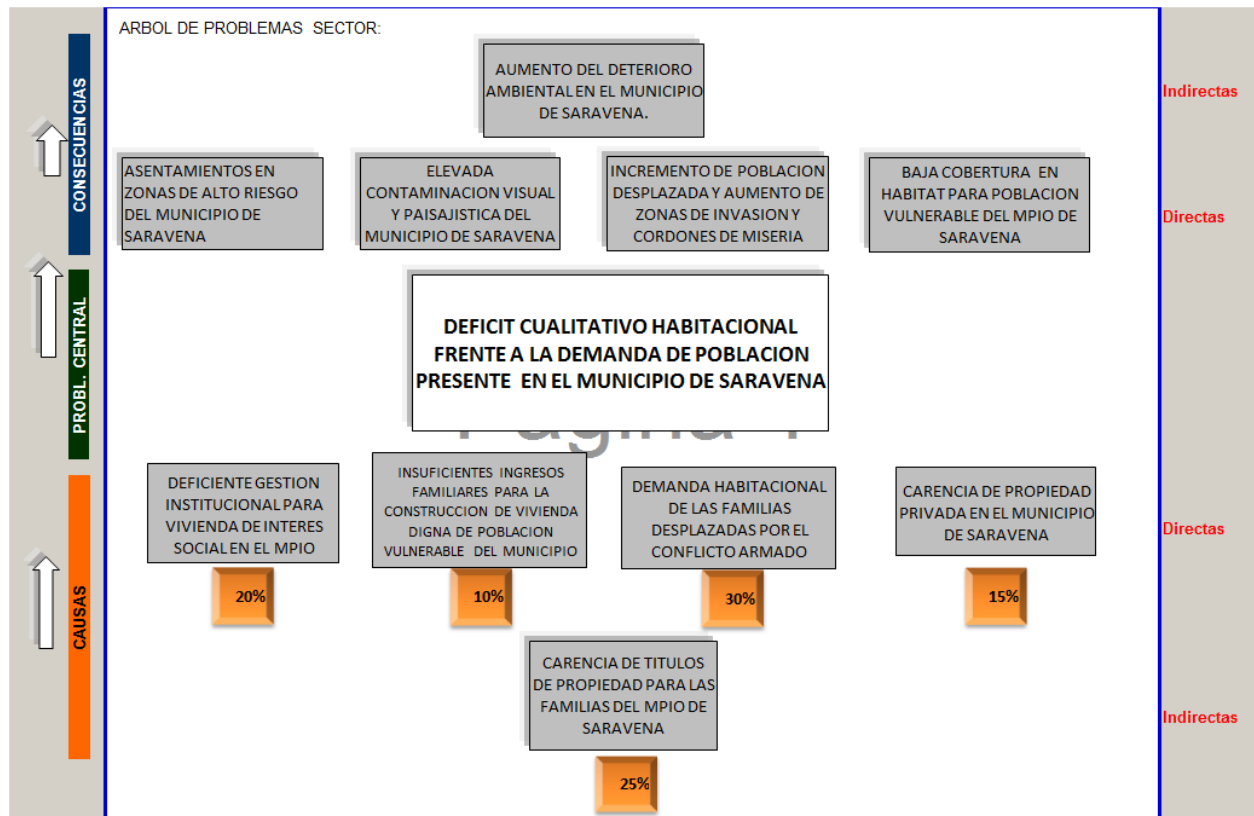 ARBOL DE PROBLEMAS SECTOR:
CONSECUENCIAS
AUMENTO DEL DETERIORO
AMBIENTAL EN EL MUNICIPIO
DE SARAVENA.
Indirectas
ASENTAMIENTOS EN
ZONAS DE ALTO RIESGO
DEL MUNICIPIO DE
SARAVENA
ELEVADA
CONTAMINACION VISUAL
Y PAISAJISTICA DEL
MUNICIPIO DE SARAVENA
INCREMENTO DE POBLACION
DESPLAZADA Y AUMENTO DE
ZONAS DE INVASION Y
CORDONES DE MISERIA
BAJA COBERTURA EN
HABITAT PARA POBLACION
VULNERABLE DEL MPIO DE
SARAVENA
Directas
PROBL. CENTRAL
DEFICIT CUALITATIVO HABITACIONAL
FRENTE A LA DEMANDA DE POBLACION
PRESENTE EN EL MUNICIPIO DE SARAVENA
CAUSAS
DEFICIENTE GESTION
INSTITUCIONAL PARA
VIVIENDA DE INTERES
SOCIAL EN EL MPIO
20%
INSUFICIENTES INGRESOS
FAMILIARES PARA LA
CONSTRUCCION DE VIVIENDA
DIGNA DE POBLACION
VULNERABLE DEL MUNICIPIO
10%
DEMANDA HABITACIONAL
DE LAS FAMILIAS
DESPLAZADAS POR EL
CONFLICTO ARMADO
30%
CARENCIA DE PROPIEDAD
PRIVADA EN EL MUNICIPIO
DE SARAVENA
15%
Directas
CARENCIA DE TITULOS
DE PROPIEDAD PARA LAS
FAMILIAS DEL MPIO DE
SARAVENA
25%
Indirectas